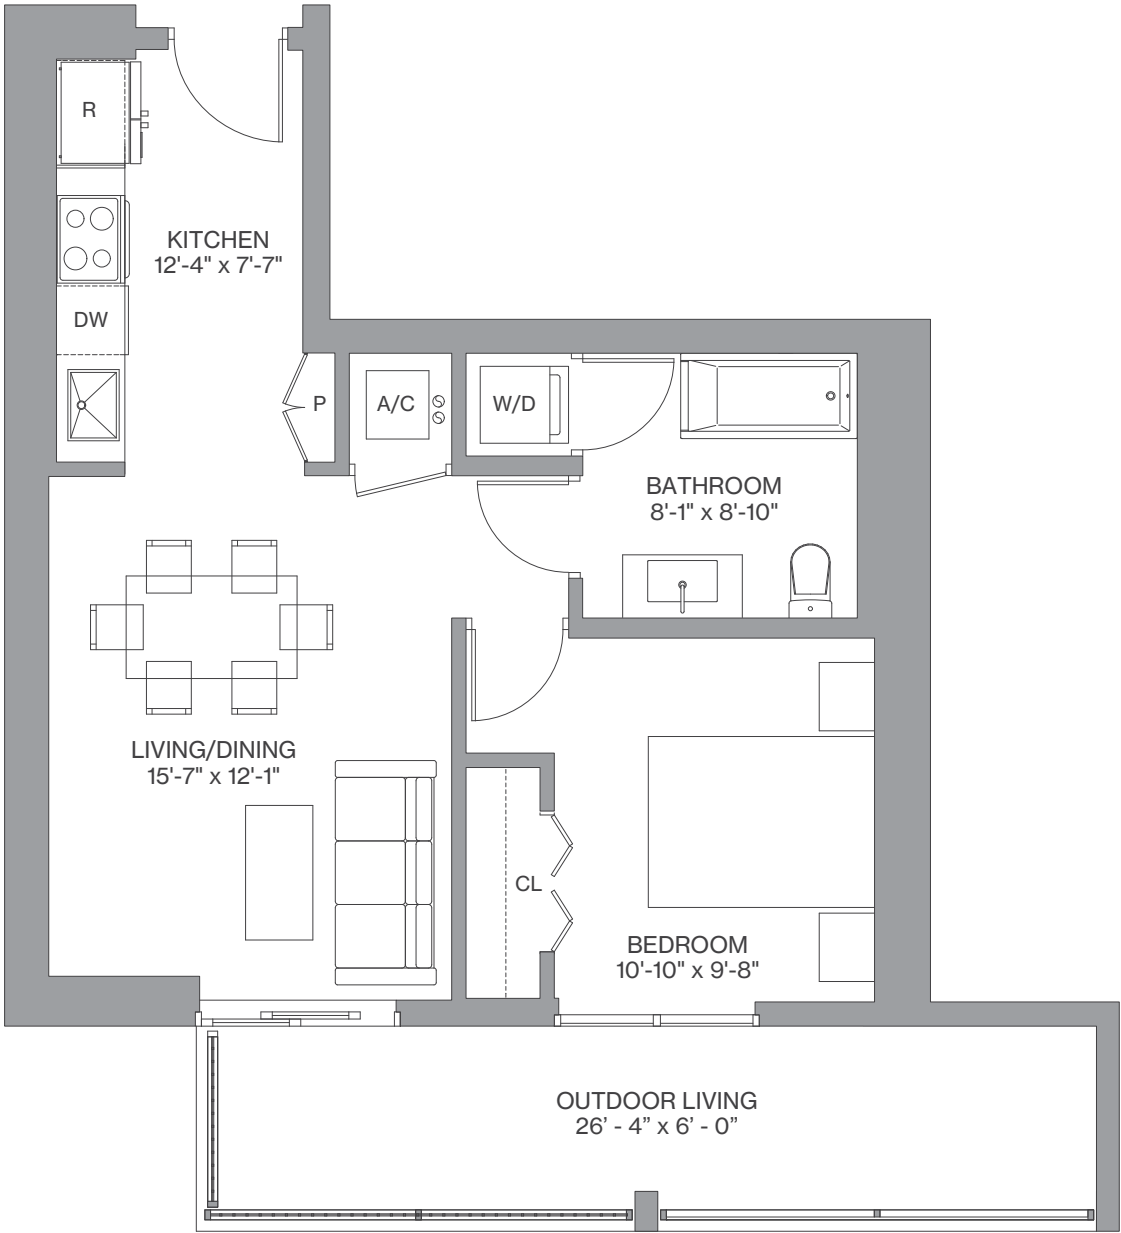 R
KITCHEN
12'-4" x 7'-7"
DW
P
A/C
W/D
BATHROOM
8'-1" x 8'-10"
LIVING/DINING
15'-7" x 12'-1"
CL
BEDROOM
10'-10" x 9'-8"
OUTDOOR LIVING
26’ - 4” x 6’ - 0”